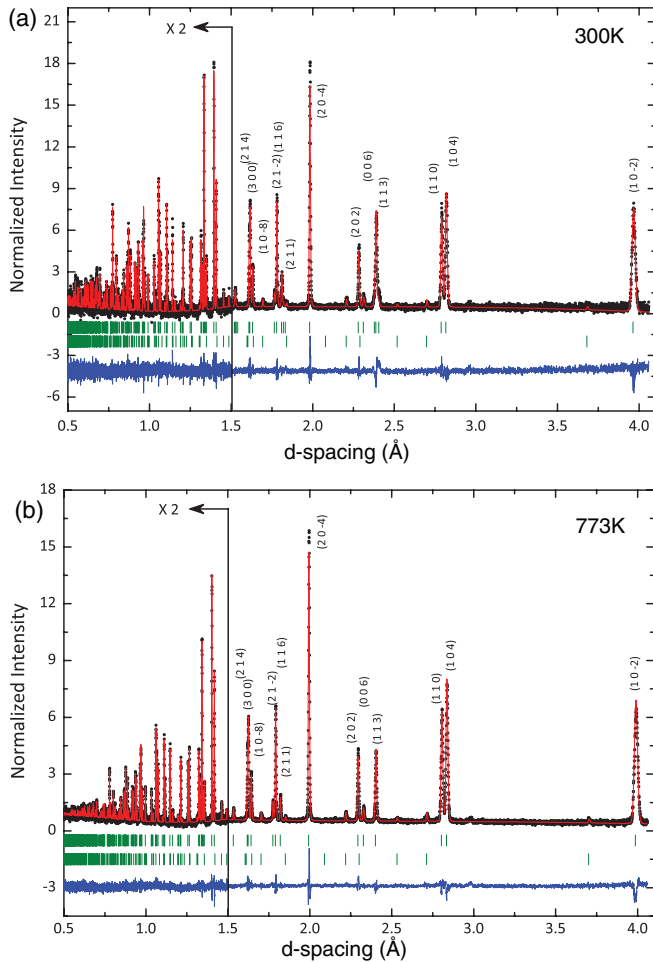 (a)
X 2
300K
21
18
15
12
9
6
3
0
-3
-6
Normalized Intensity
(2 1 4)
(3 0 0)
(1 0 -8)
(2 1 -2)
(1 1 6)
(2 1 1)
(2 0 -4)
(2 0 2)
(0 0 6)
(1 1 3)
(1 1 0)
(1 0 4)
(1 0 -2)
0.5 1.0 1.5 2.0 2.5 3.0 3.5 4.0
d-spacing (Å)
(b)
X 2
773K
18
15
12
9
6
3
0
-3
Normalized Intensity
(2 1 4)
(3 0 0)
(1 0 -8)
(2 1 -2)
(1 1 6)
(2 1 1)
(2 0 -4)
(2 0 2)
(0 0 6)
(1 1 3)
(1 1 0)
(1 0 4)
(1 0 -2)
0.5 1.0 1.5 2.0 2.5 3.0 3.5 4.0
d-spacing (Å)